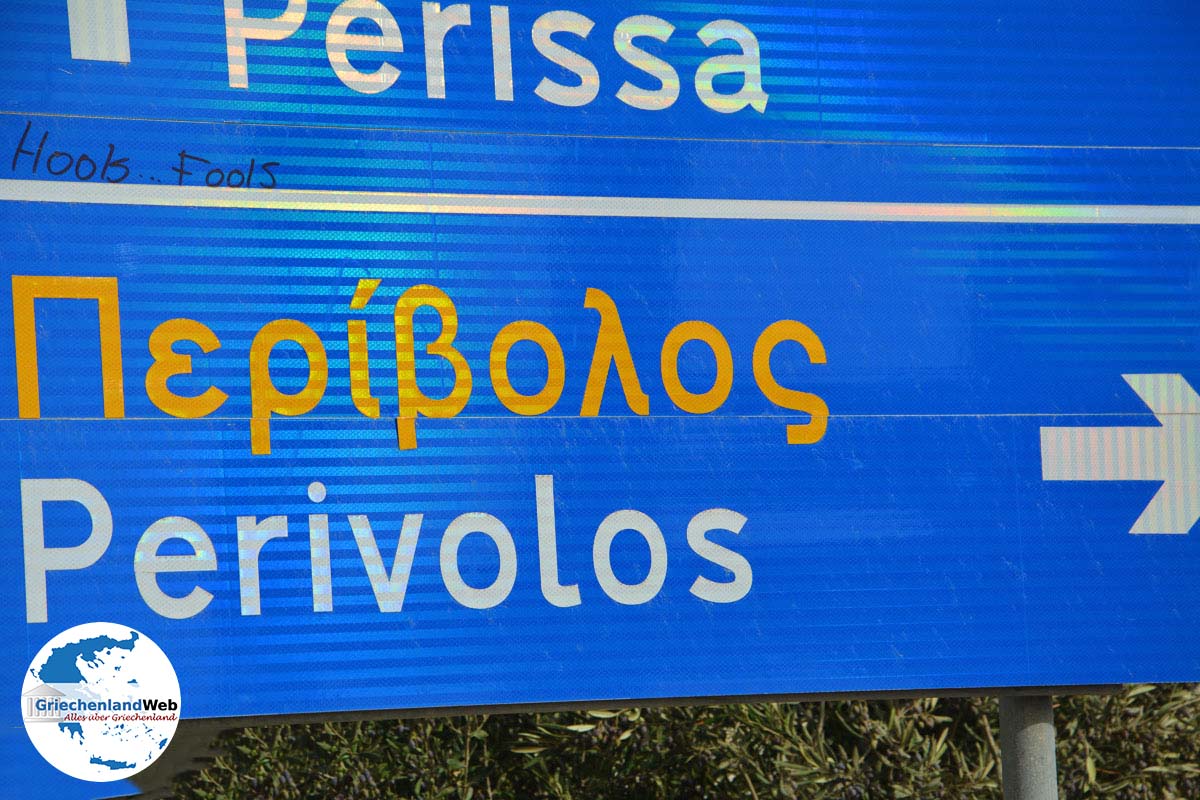 Perissa
Hools... Fools
Περίβολος
Perivolos
GriechenlandWeb
Alles über Griechenland